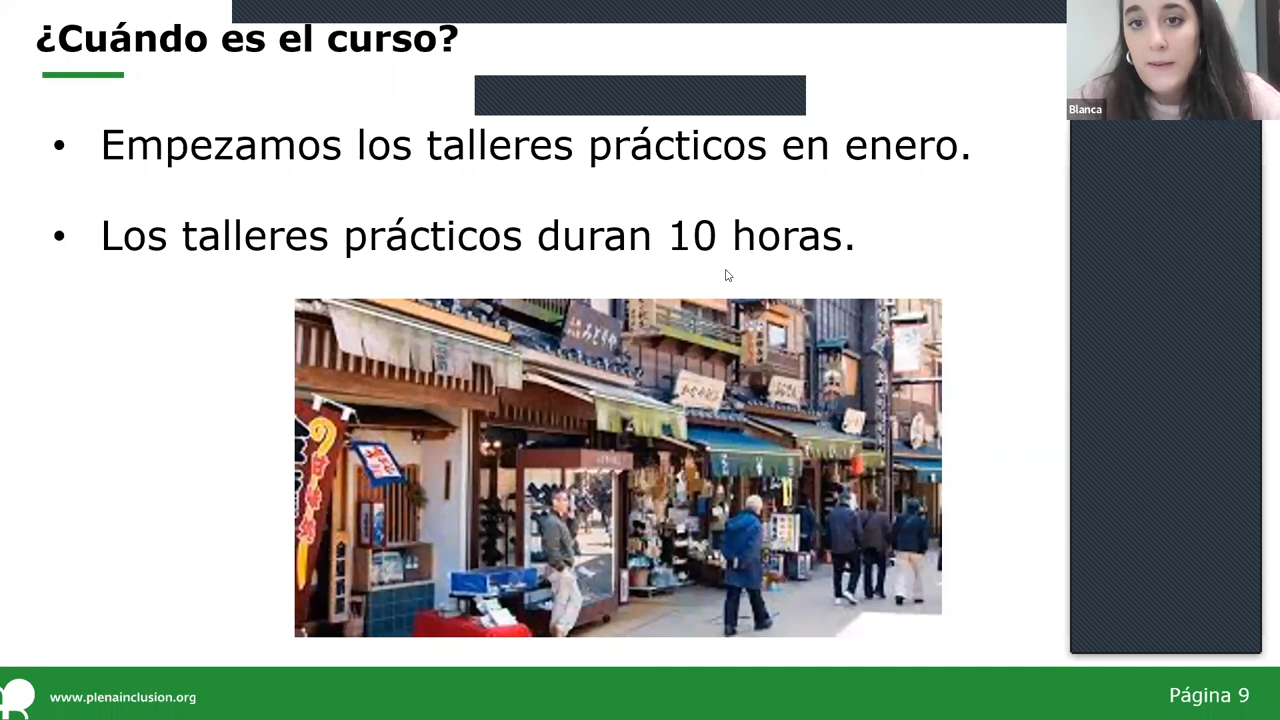 ¿Cuándo es el curso?
Blanca
• Empezamos los talleres prácticos en enero.
• Los talleres prácticos duran 10 horas.
www.plenainclusion.org
Página 9